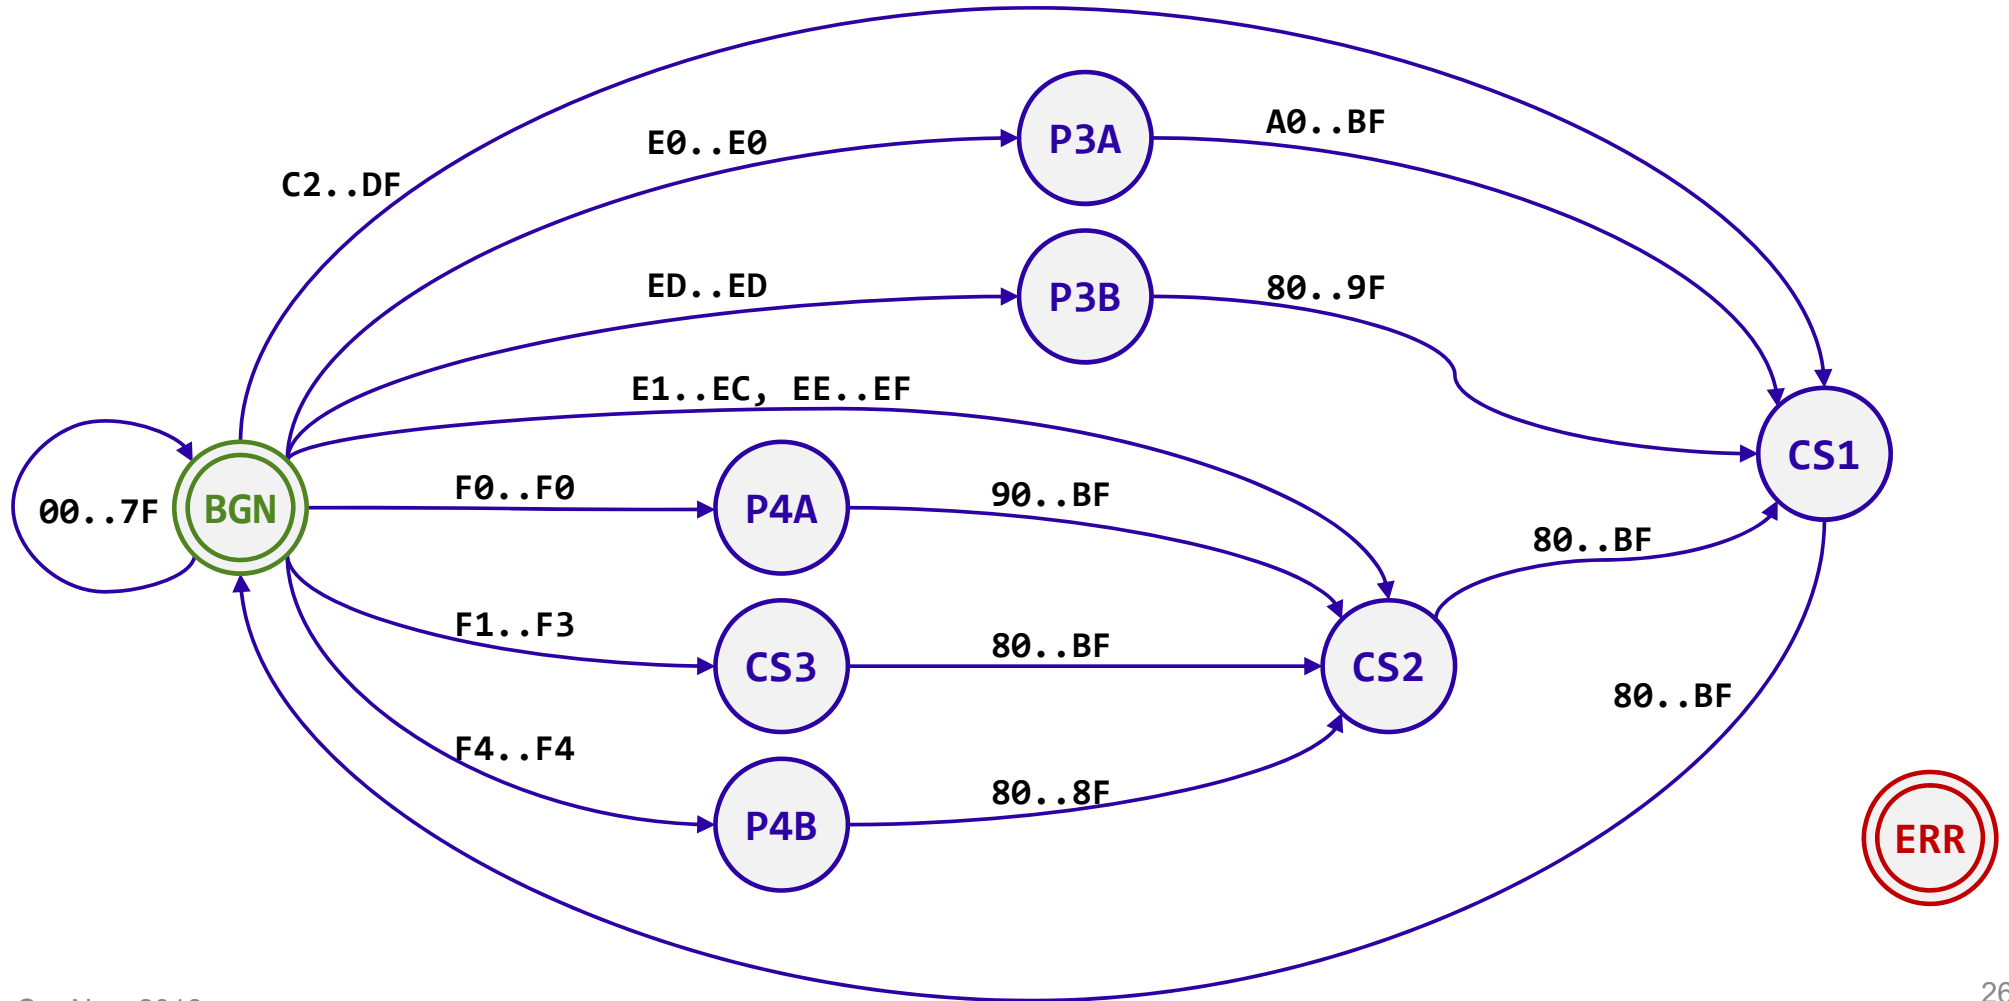 C2..DF
E0..E0
P3A
A0..BF
ED..ED
P3B
80..9F
E1..EC, EE..EF
00..7F
BGN
F0..F0
P4A
90..BF
CS1
F1..F3
CS3
80..BF
CS2
80..BF
80..BF
F4..F4
P4B
80..8F
ERR
26